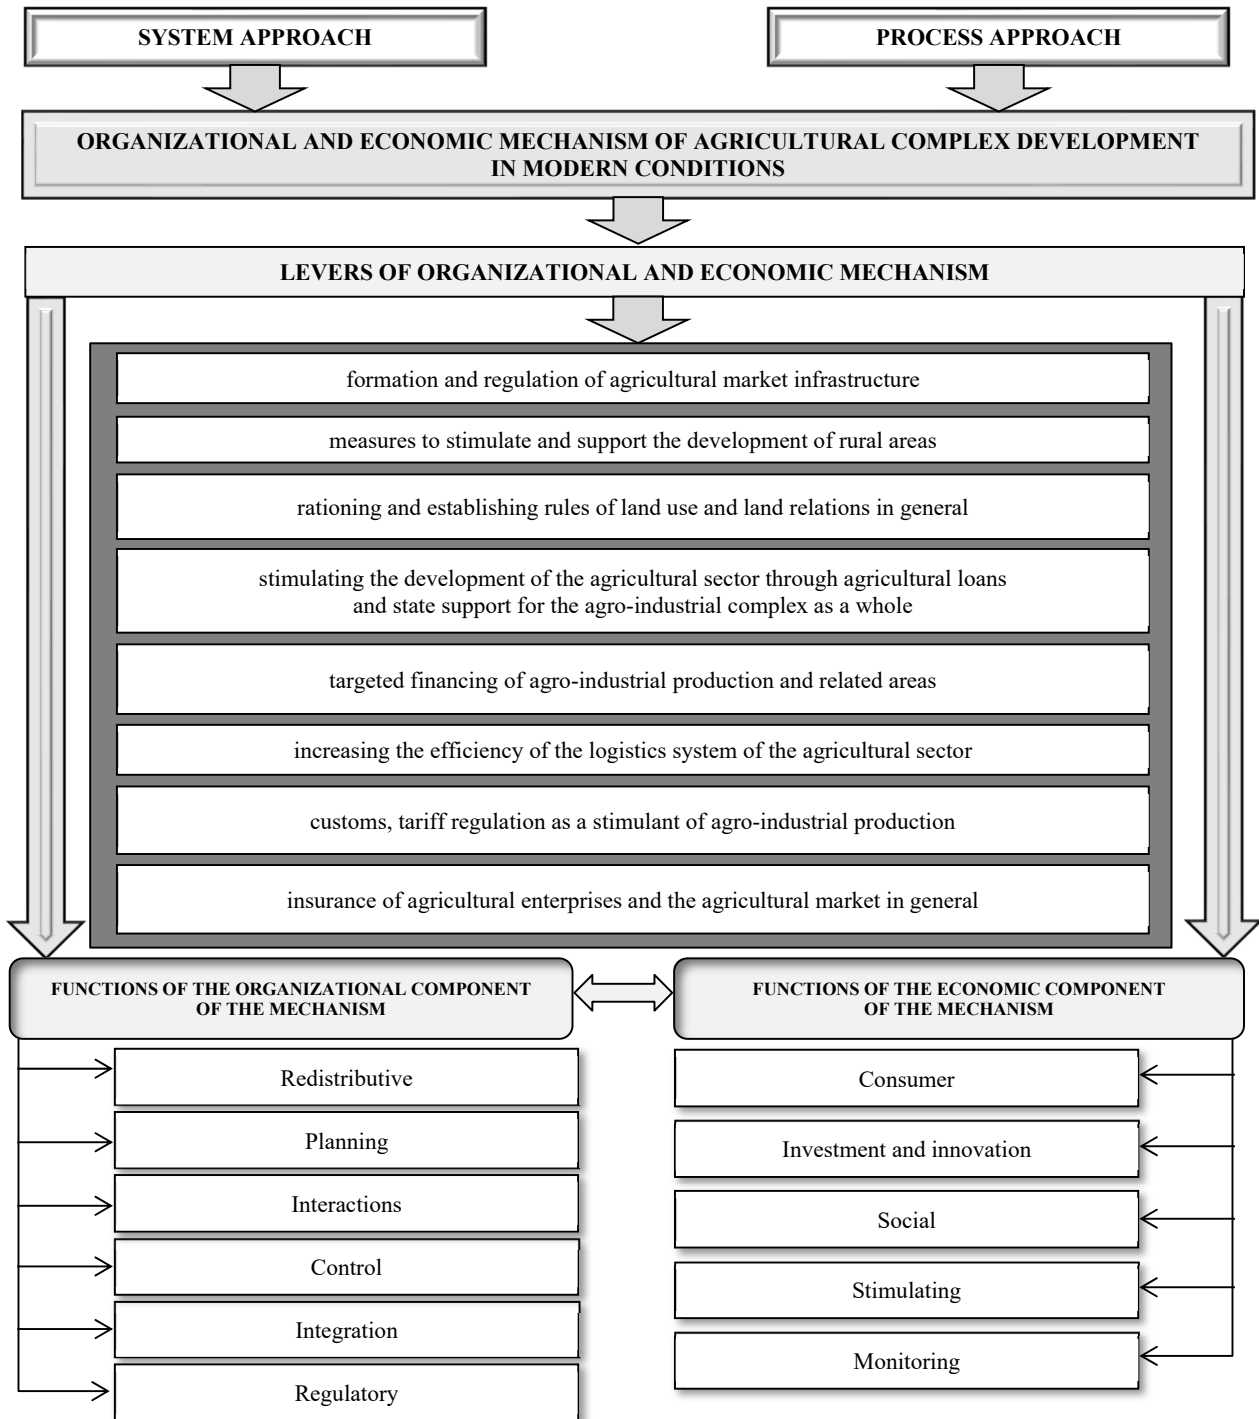 SYSTEM APPROACH
PROCESS APPROACH
ORGANIZATIONAL AND ECONOMIC MECHANISM OF AGRICULTURAL COMPLEX DEVELOPMENT
IN MODERN CONDITIONS
LEVERS OF ORGANIZATIONAL AND ECONOMIC MECHANISM
formation and regulation of agricultural market infrastructure
measures to stimulate and support the development of rural areas
rationing and establishing rules of land use and land relations in general
stimulating the development of the agricultural sector through agricultural loans
and state support for the agro-industrial complex as a whole
targeted financing of agro-industrial production and related areas
increasing the efficiency of the logistics system of the agricultural sector
customs, tariff regulation as a stimulant of agro-industrial production
insurance of agricultural enterprises and the agricultural market in general
FUNCTIONS OF THE ORGANIZATIONAL COMPONENT
OF THE MECHANISM
Redistributive
Planning
Interactions
Control
Integration
Regulatory
FUNCTIONS OF THE ECONOMIC COMPONENT
OF THE MECHANISM
Consumer
Investment and innovation
Social
Stimulating
Monitoring